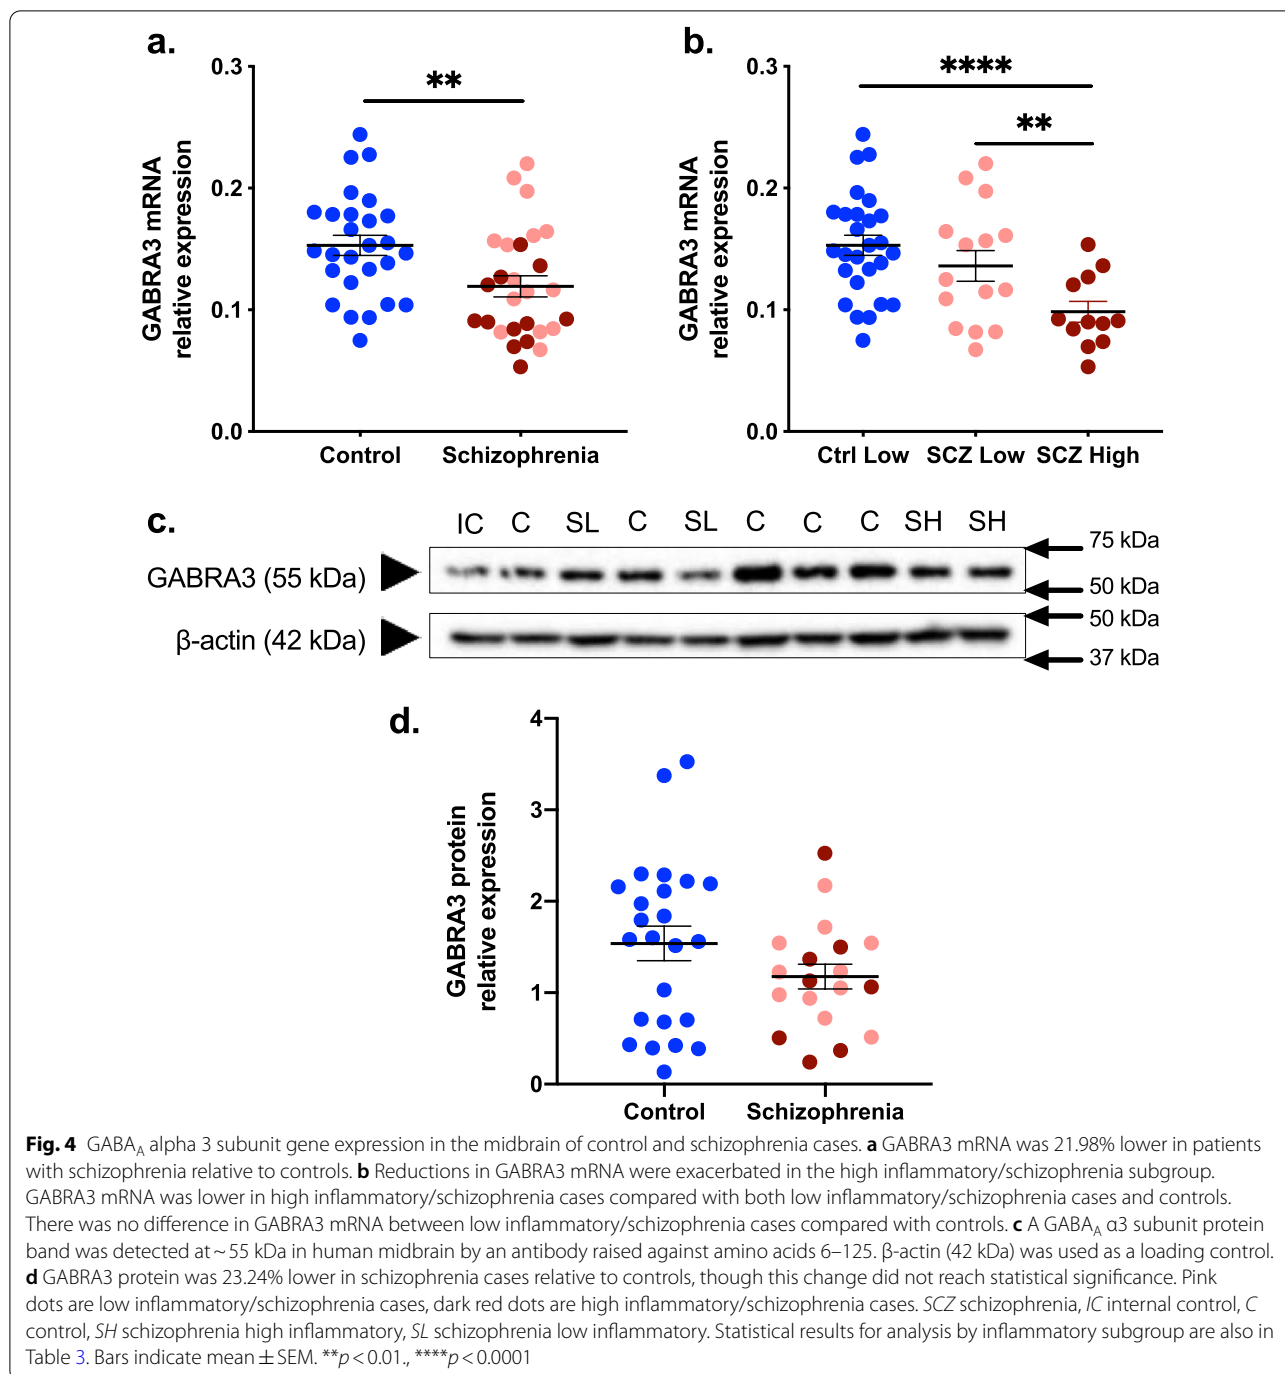 a.
**
0.3
0.2
0.1
0.0
GABRA3 mRNA
relative expression
Control
Schizophrenia
b.
****
**
0.3
0.2
0.1
0.0
GABRA3 mRNA
relative expression
Ctrl Low
SCZ Low
SCZ High
c.
IC C SL C SL C C C SH SH
GABRA3 (55 kDa)
75 kDa
50 kDa
β-actin (42 kDa)
50 kDa
37 kDa
d.
4
3
2
1
0
GABRA3 protein
relative expression
Control
Schizophrenia
Fig. 4 GABAA alpha 3 subunit gene expression in the midbrain of control and schizophrenia cases. a GABRA3 mRNA was 21.98% lower in patients
with schizophrenia relative to controls. b Reductions in GABRA3 mRNA were exacerbated in the high inflammatory/schizophrenia subgroup.
GABRA3 mRNA was lower in high inflammatory/schizophrenia cases compared with both low inflammatory/schizophrenia cases and controls.
There was no difference in GABRA3 mRNA between low inflammatory/schizophrenia cases compared with controls. c A GABAA α3 subunit protein
band was detected at ~ 55 kDa in human midbrain by an antibody raised against amino acids 6–125. β-actin (42 kDa) was used as a loading control.
d GABRA3 protein was 23.24% lower in schizophrenia cases relative to controls, though this change did not reach statistical significance. Pink
dots are low inflammatory/schizophrenia cases, dark red dots are high inflammatory/schizophrenia cases. SCZ schizophrenia, IC internal control, C
control, SH schizophrenia high inflammatory, SL schizophrenia low inflammatory. Statistical results for analysis by inflammatory subgroup are also in
Table 3. Bars indicate mean ± SEM. **p < 0.01., ****p < 0.0001